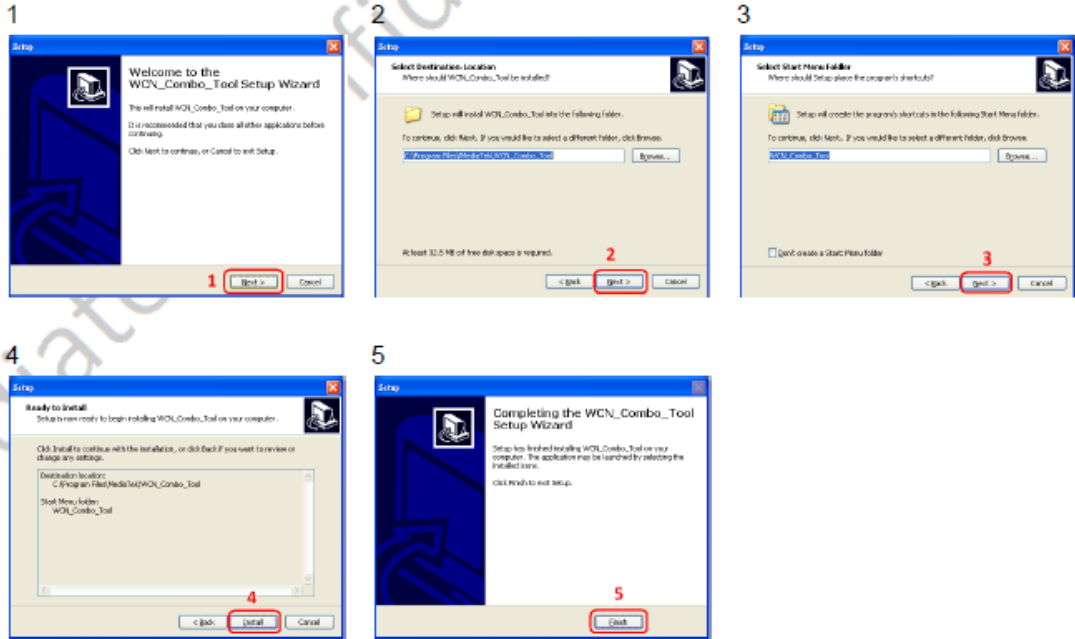 1
Setup
Welcome to the
WCN_Combo_Tool Setup Wizard
This will install WCN_Combo_Tool on your computer.
It is recommended that you close all other applications before
continuing.
Click Next to continue, or Cancel to exit Setup.
1
Next >
Cancel
2
Setup
Select Destination Location
Where should WCN_Combo_Tool be installed?
Setup will install WCN_Combo_Tool into the following folder.
To continue, click Next. If you would like to select a different folder, click Browse.
C:\Program Files\MediaTek\WCN_Combo_Tool
Browse...
At least 32.5 MB of free disk space is required.
2
< Back
Next >
Cancel
3
Setup
Select Start Menu Folder
Where should Setup place the program's shortcuts?
Setup will create the program's shortcuts in the following Start Menu folder.
To continue, click Next. If you would like to select a different folder, click Browse.
WCN_Combo_Tool
Browse...
Don't create a Start Menu folder
3
< Back
Next >
Cancel
4
Setup
Ready to Install
Setup is now ready to begin installing WCN_Combo_Tool on your computer.
Click Install to continue with the installation, or click Back if you want to review or
change any settings.
Destination location:
C:\Program Files\MediaTek\WCN_Combo_Tool
Start Menu folder:
WCN_Combo_Tool
4
< Back
Install
Cancel
5
Setup
Completing the WCN_Combo_Tool
Setup Wizard
Setup has finished installing WCN_Combo_Tool on your
computer. The application may be launched by selecting the
installed icons.
Click Finish to exit Setup.
5
Finish